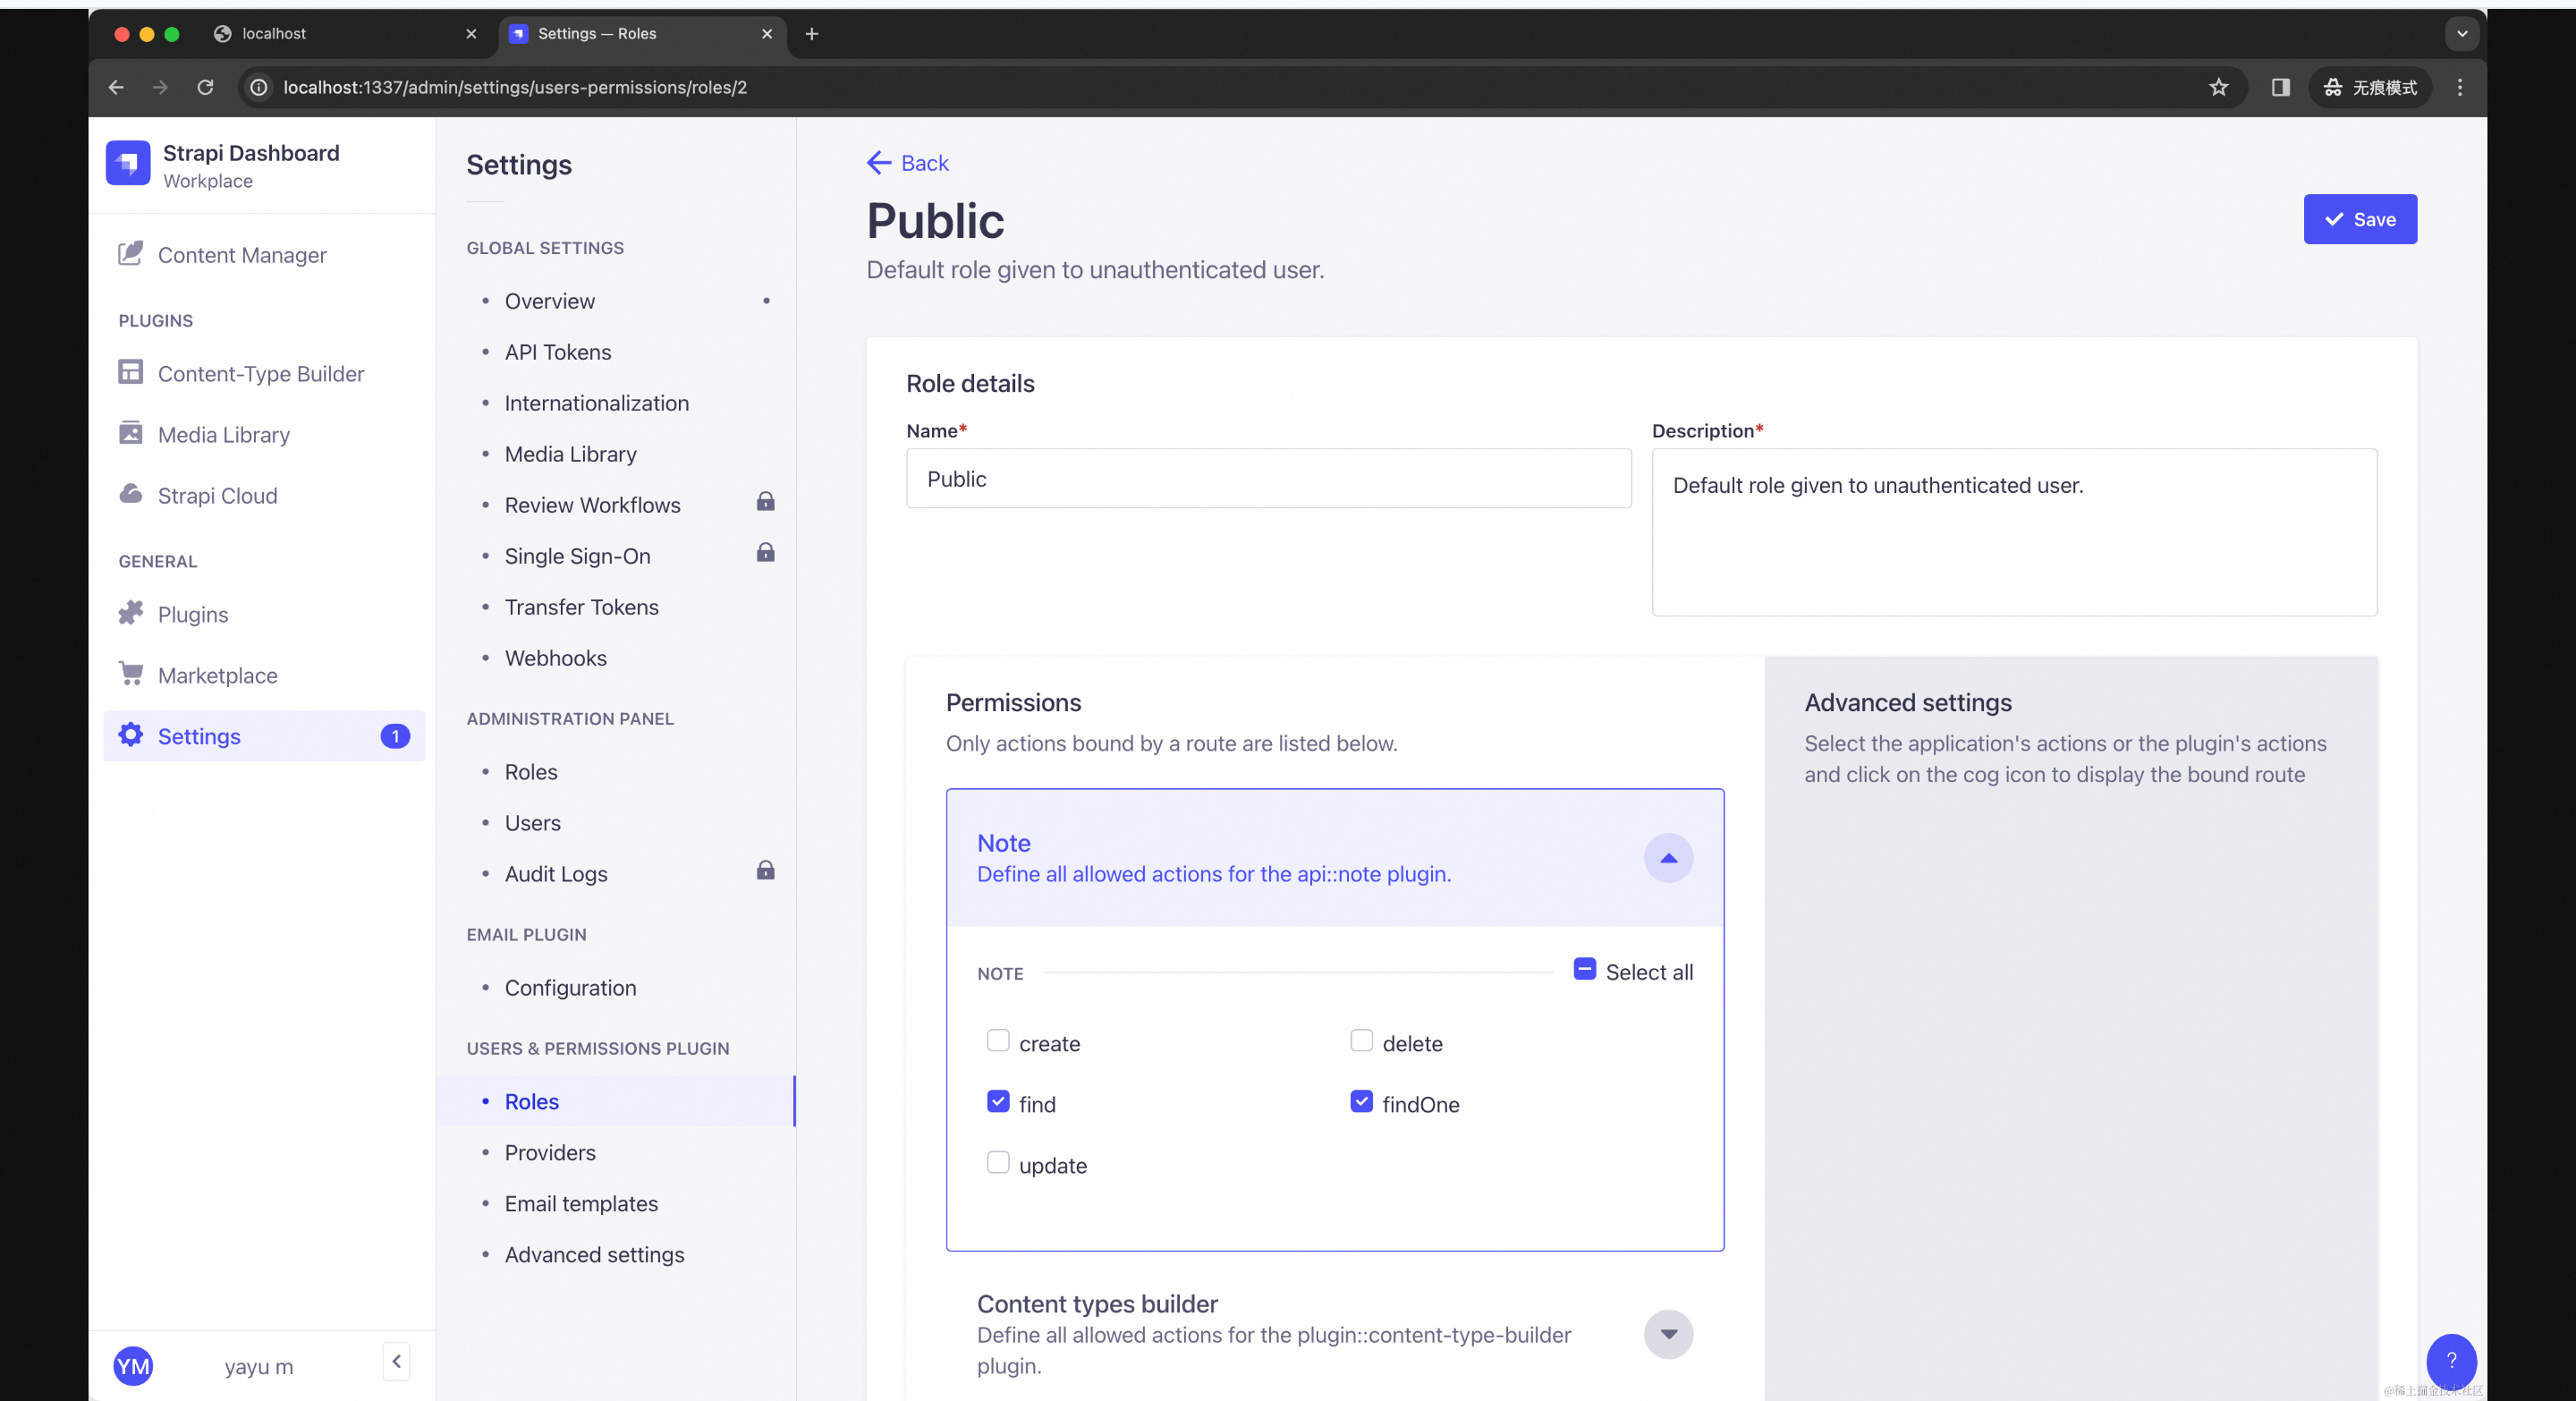 localhost
Settings — Roles
localhost:1337/admin/settings/users-permissions/roles/2
无痕模式
Strapi Dashboard
Workplace
Content Manager
PLUGINS
Content-Type Builder
Media Library
Strapi Cloud
GENERAL
Plugins
Marketplace
Settings
1
YM
yayu m
Settings
GLOBAL SETTINGS
Overview
API Tokens
Internationalization
Media Library
Review Workflows
Single Sign-On
Transfer Tokens
Webhooks
ADMINISTRATION PANEL
Roles
Users
Audit Logs
EMAIL PLUGIN
Configuration
USERS & PERMISSIONS PLUGIN
Roles
Providers
Email templates
Advanced settings
Back
Public
Save
Default role given to unauthenticated user.
Role details
Name*
Public
Description*
Default role given to unauthenticated user.
Permissions
Only actions bound by a route are listed below.
Note
Define all allowed actions for the api::note plugin.
NOTE
Select all
create
delete
find
findOne
update
Content types builder
Define all allowed actions for the plugin::content-type-builder
plugin.
Advanced settings
Select the application's actions or the plugin's actions
and click on the cog icon to display the bound route
?
@稀土掘金技术社区